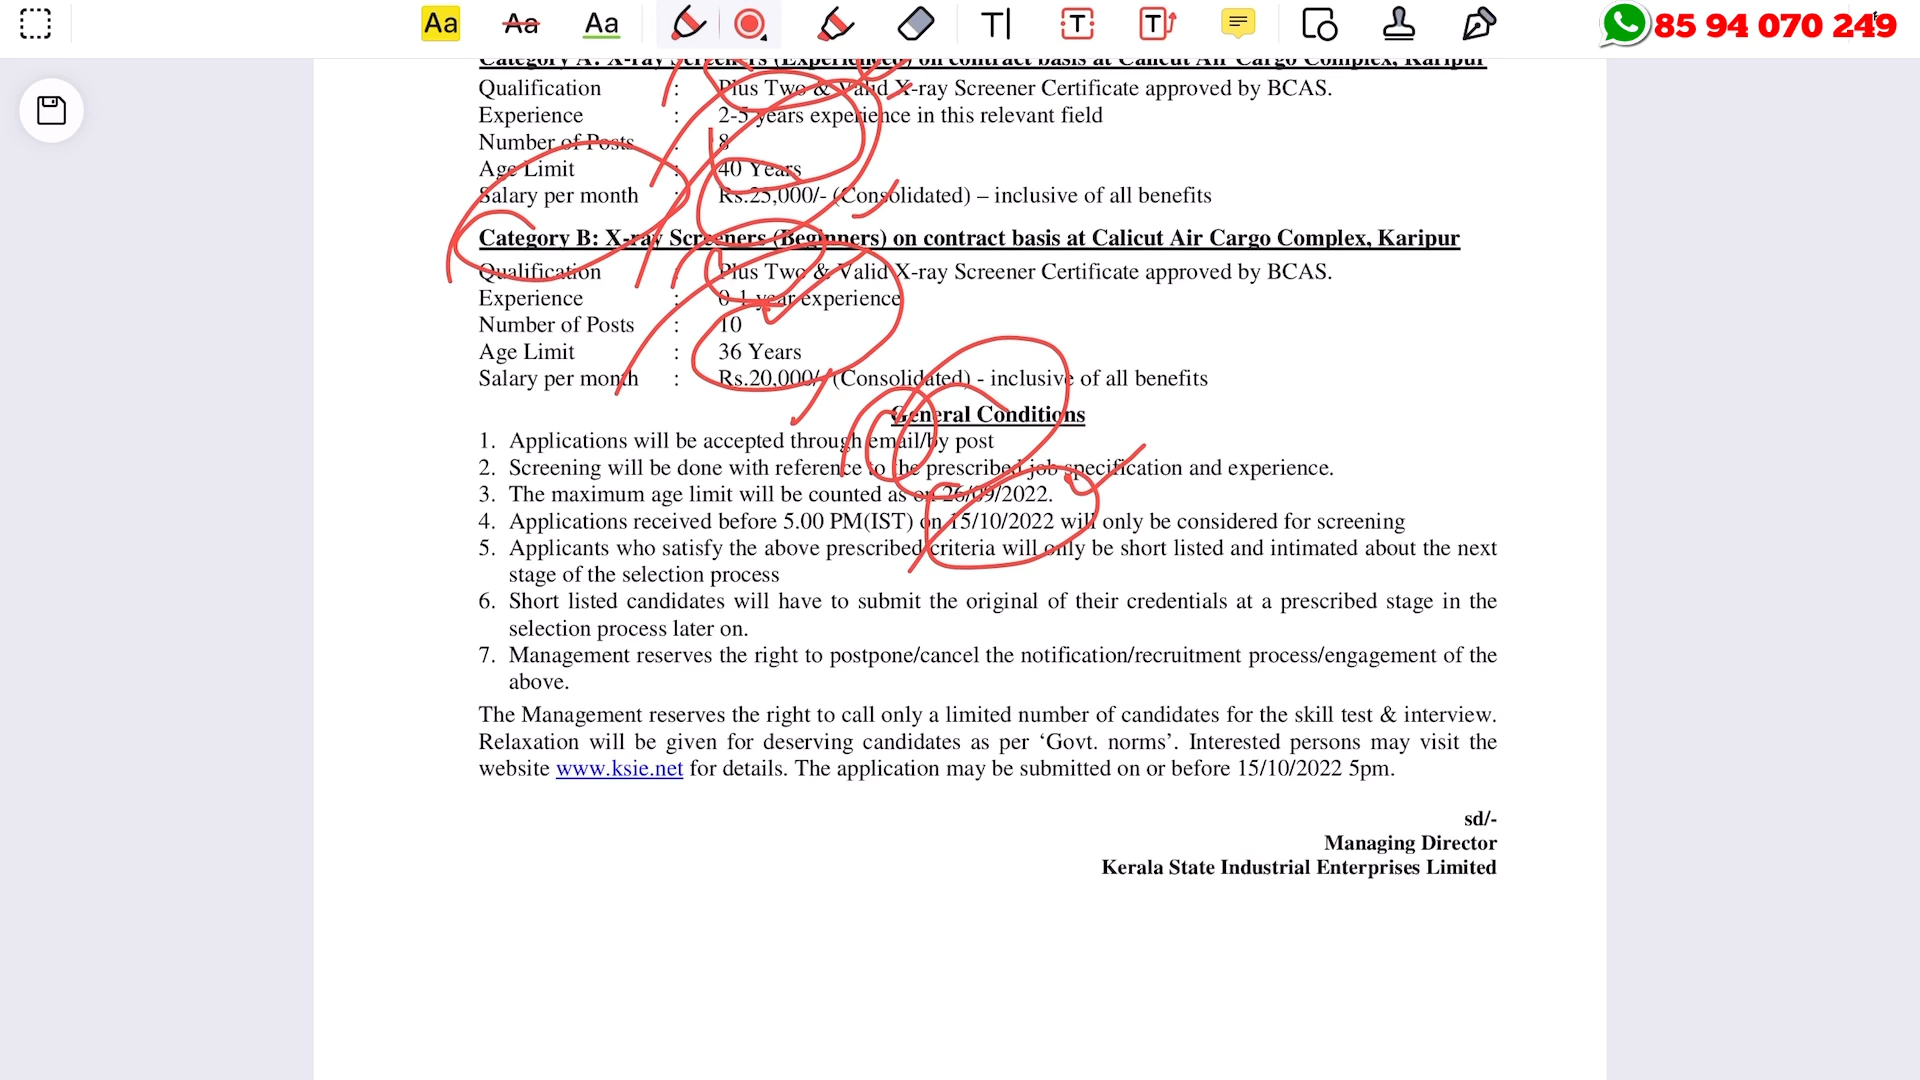 Aa Aa Aa T T T
85 94 070 249
Category A: X-ray Screeners (Experienced) on contract basis at Calicut Air Cargo Complex, Karipur
Qualification : Plus Two & Valid X-ray Screener Certificate approved by BCAS.
Experience : 2-5 years experience in this relevant field
Number of Posts : 8
Age Limit : 40 Years
Salary per month : Rs.25,000/- (Consolidated) – inclusive of all benefits
Category B: X-ray Screeners (Beginners) on contract basis at Calicut Air Cargo Complex, Karipur
Qualification : Plus Two & Valid X-ray Screener Certificate approved by BCAS.
Experience : 0-1 year experience
Number of Posts : 10
Age Limit : 36 Years
Salary per month : Rs.20,000/- (Consolidated) - inclusive of all benefits
General Conditions
1. Applications will be accepted through email/by post
2. Screening will be done with reference to the prescribed job specification and experience.
3. The maximum age limit will be counted as on 26/09/2022.
4. Applications received before 5.00 PM(IST) on 15/10/2022 will only be considered for screening
5. Applicants who satisfy the above prescribed criteria will only be short listed and intimated about the next
stage of the selection process
6. Short listed candidates will have to submit the original of their credentials at a prescribed stage in the
selection process later on.
7. Management reserves the right to postpone/cancel the notification/recruitment process/engagement of the
above.
The Management reserves the right to call only a limited number of candidates for the skill test & interview.
Relaxation will be given for deserving candidates as per ‘Govt. norms’. Interested persons may visit the
website www.ksie.net for details. The application may be submitted on or before 15/10/2022 5pm.
sd/-
Managing Director
Kerala State Industrial Enterprises Limited